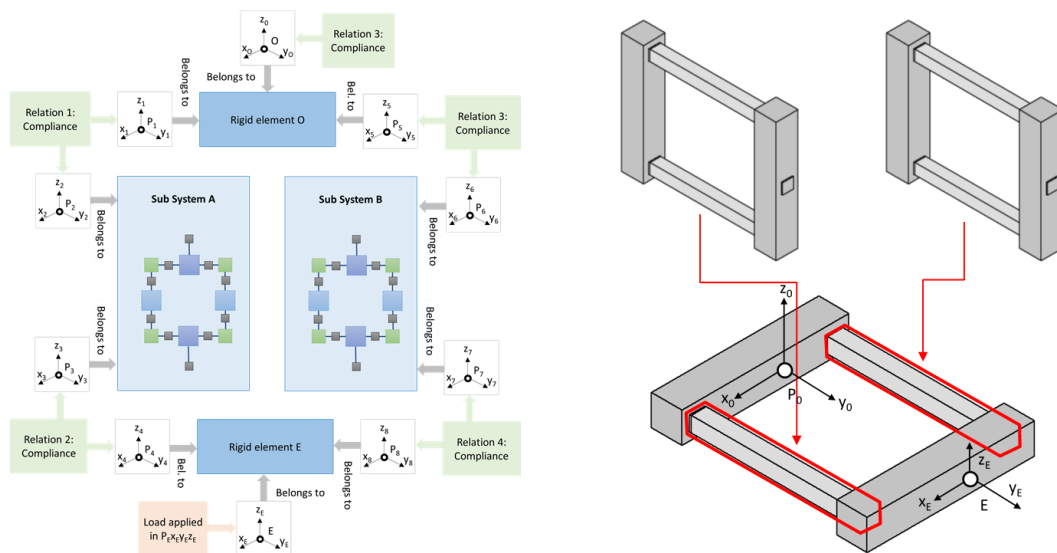 z0
xO
O
yO
Relation 3:
Compliance
Belongs to
Belongs to
Relation 1:
Compliance
z1
P1
x1
y1
Rigid element O
Bel. to
z5
P5
x5
y5
Relation 3:
Compliance
z2
P2
x2
y2
Belongs to
Sub System A
Sub System B
z6
P6
x6
y6
Belongs to
Belongs to
z3
P3
x3
y3
Belongs to
z7
P7
x7
y7
Relation 2:
Compliance
z4
P4
x4
y4
Bel. to
Rigid element E
Belongs to
z8
P8
x8
y8
Relation 4:
Compliance
Belongs to
Load applied
in PExEyEzE
zE
E
xE
yE
z0
x0
P0
y0
zE
xE
E
yE